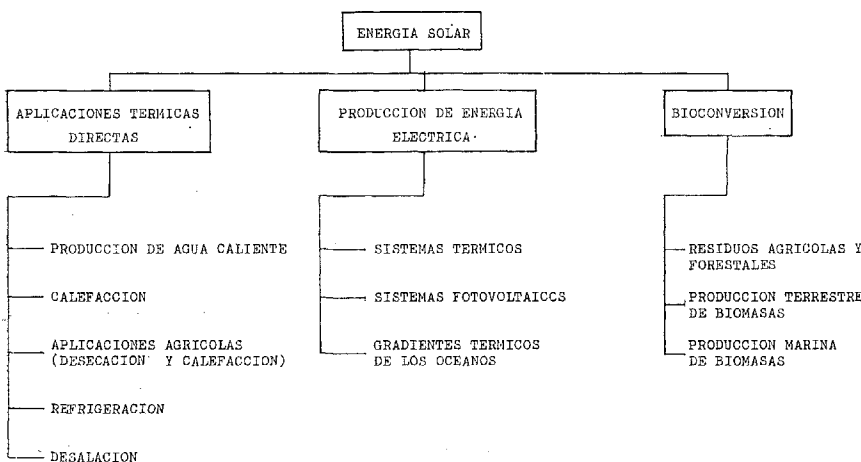 ENERGIA SOLAR
APLICACIONES TERMICAS
DIRECTAS
PRODUCCION DE ENERGIA
ELECTRICA
BIOCONVERSION
PRODUCCION DE AGUA CALIENTE
CALEFACCION
APLICACIONES AGRICOLAS
(DESECACION Y CALEFACCION)
REFRIGERACION
DESALACION
SISTEMAS TERMICOS
SISTEMAS FOTOVOLTAICOS
GRADIENTES TERMICOS
DE LOS OCEANOS
RESIDUOS AGRICOLAS Y
FORESTALES
PRODUCCION TERRESTRE
DE BIOMASAS
PRODUCCION MARINA
DE BIOMASAS